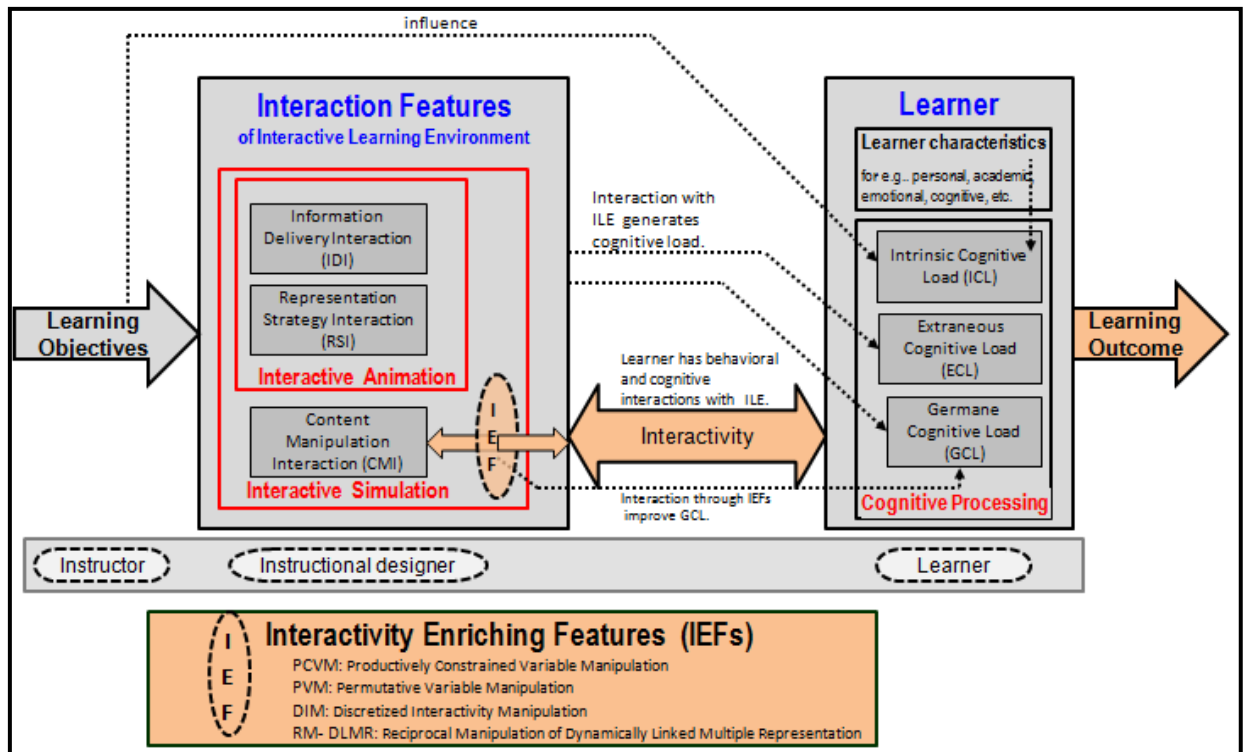 influence
Interaction Features
of Interactive Learning Environment
Learner
Learner characteristics
for e.g.. personal, academic,
emotional, cognitive, etc.
Information
Delivery Interaction
(IDI)
Interaction with
ILE generates
cognitive load.
Intrinsic Cognitive
Load (ICL)
Learning
Objectives
Representation
Strategy Interaction
(RSI)
Extraneous
Cognitive Load
(ECL)
Learning
Outcome
Interactive Animation
Learner has behavioral
and cognitive
interactions with ILE.
Content
Manipulation
Interaction (CMI)
I
E
F
Interactivity
Germane
Cognitive Load
(GCL)
Interactive Simulation
Interaction through IEFs
improve GCL.
Cognitive Processing
Instructor
Instructional designer
Learner
I
E
F
Interactivity Enriching Features (IEFs)
PCVM: Productively Constrained Variable Manipulation
PVM: Permutative Variable Manipulation
DIM: Discretized Interactivity Manipulation
RM- DLMR: Reciprocal Manipulation of Dynamically Linked Multiple Representation